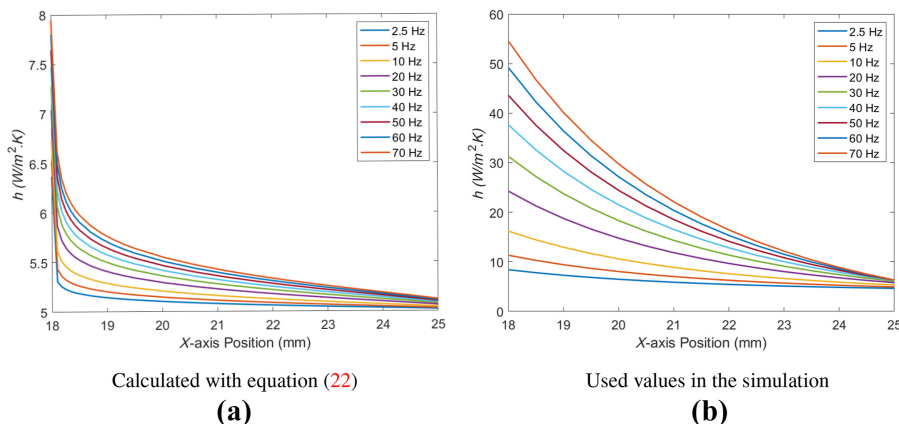 8
7.5
7
6.5
6
5.5
5
h (W/m².K)
18 19 20 21 22 23 24 25
X-axis Position (mm)
2.5 Hz
5 Hz
10 Hz
20 Hz
30 Hz
40 Hz
50 Hz
60 Hz
70 Hz
Calculated with equation (22)
(a)
60
50
40
30
20
10
0
h (W/m².K)
18 19 20 21 22 23 24 25
X-axis Position (mm)
2.5 Hz
5 Hz
10 Hz
20 Hz
30 Hz
40 Hz
50 Hz
60 Hz
70 Hz
Used values in the simulation
(b)